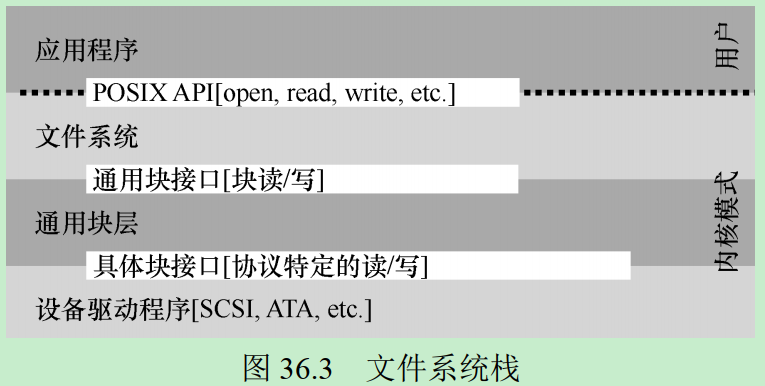 应用程序
用户
POSIX API[open, read, write, etc.]
文件系统
通用块接口[块读/写]
通用块层
内核模式
具体块接口[协议特定的读/写]
设备驱动程序[SCSI, ATA, etc.]
图 36.3 文件系统栈